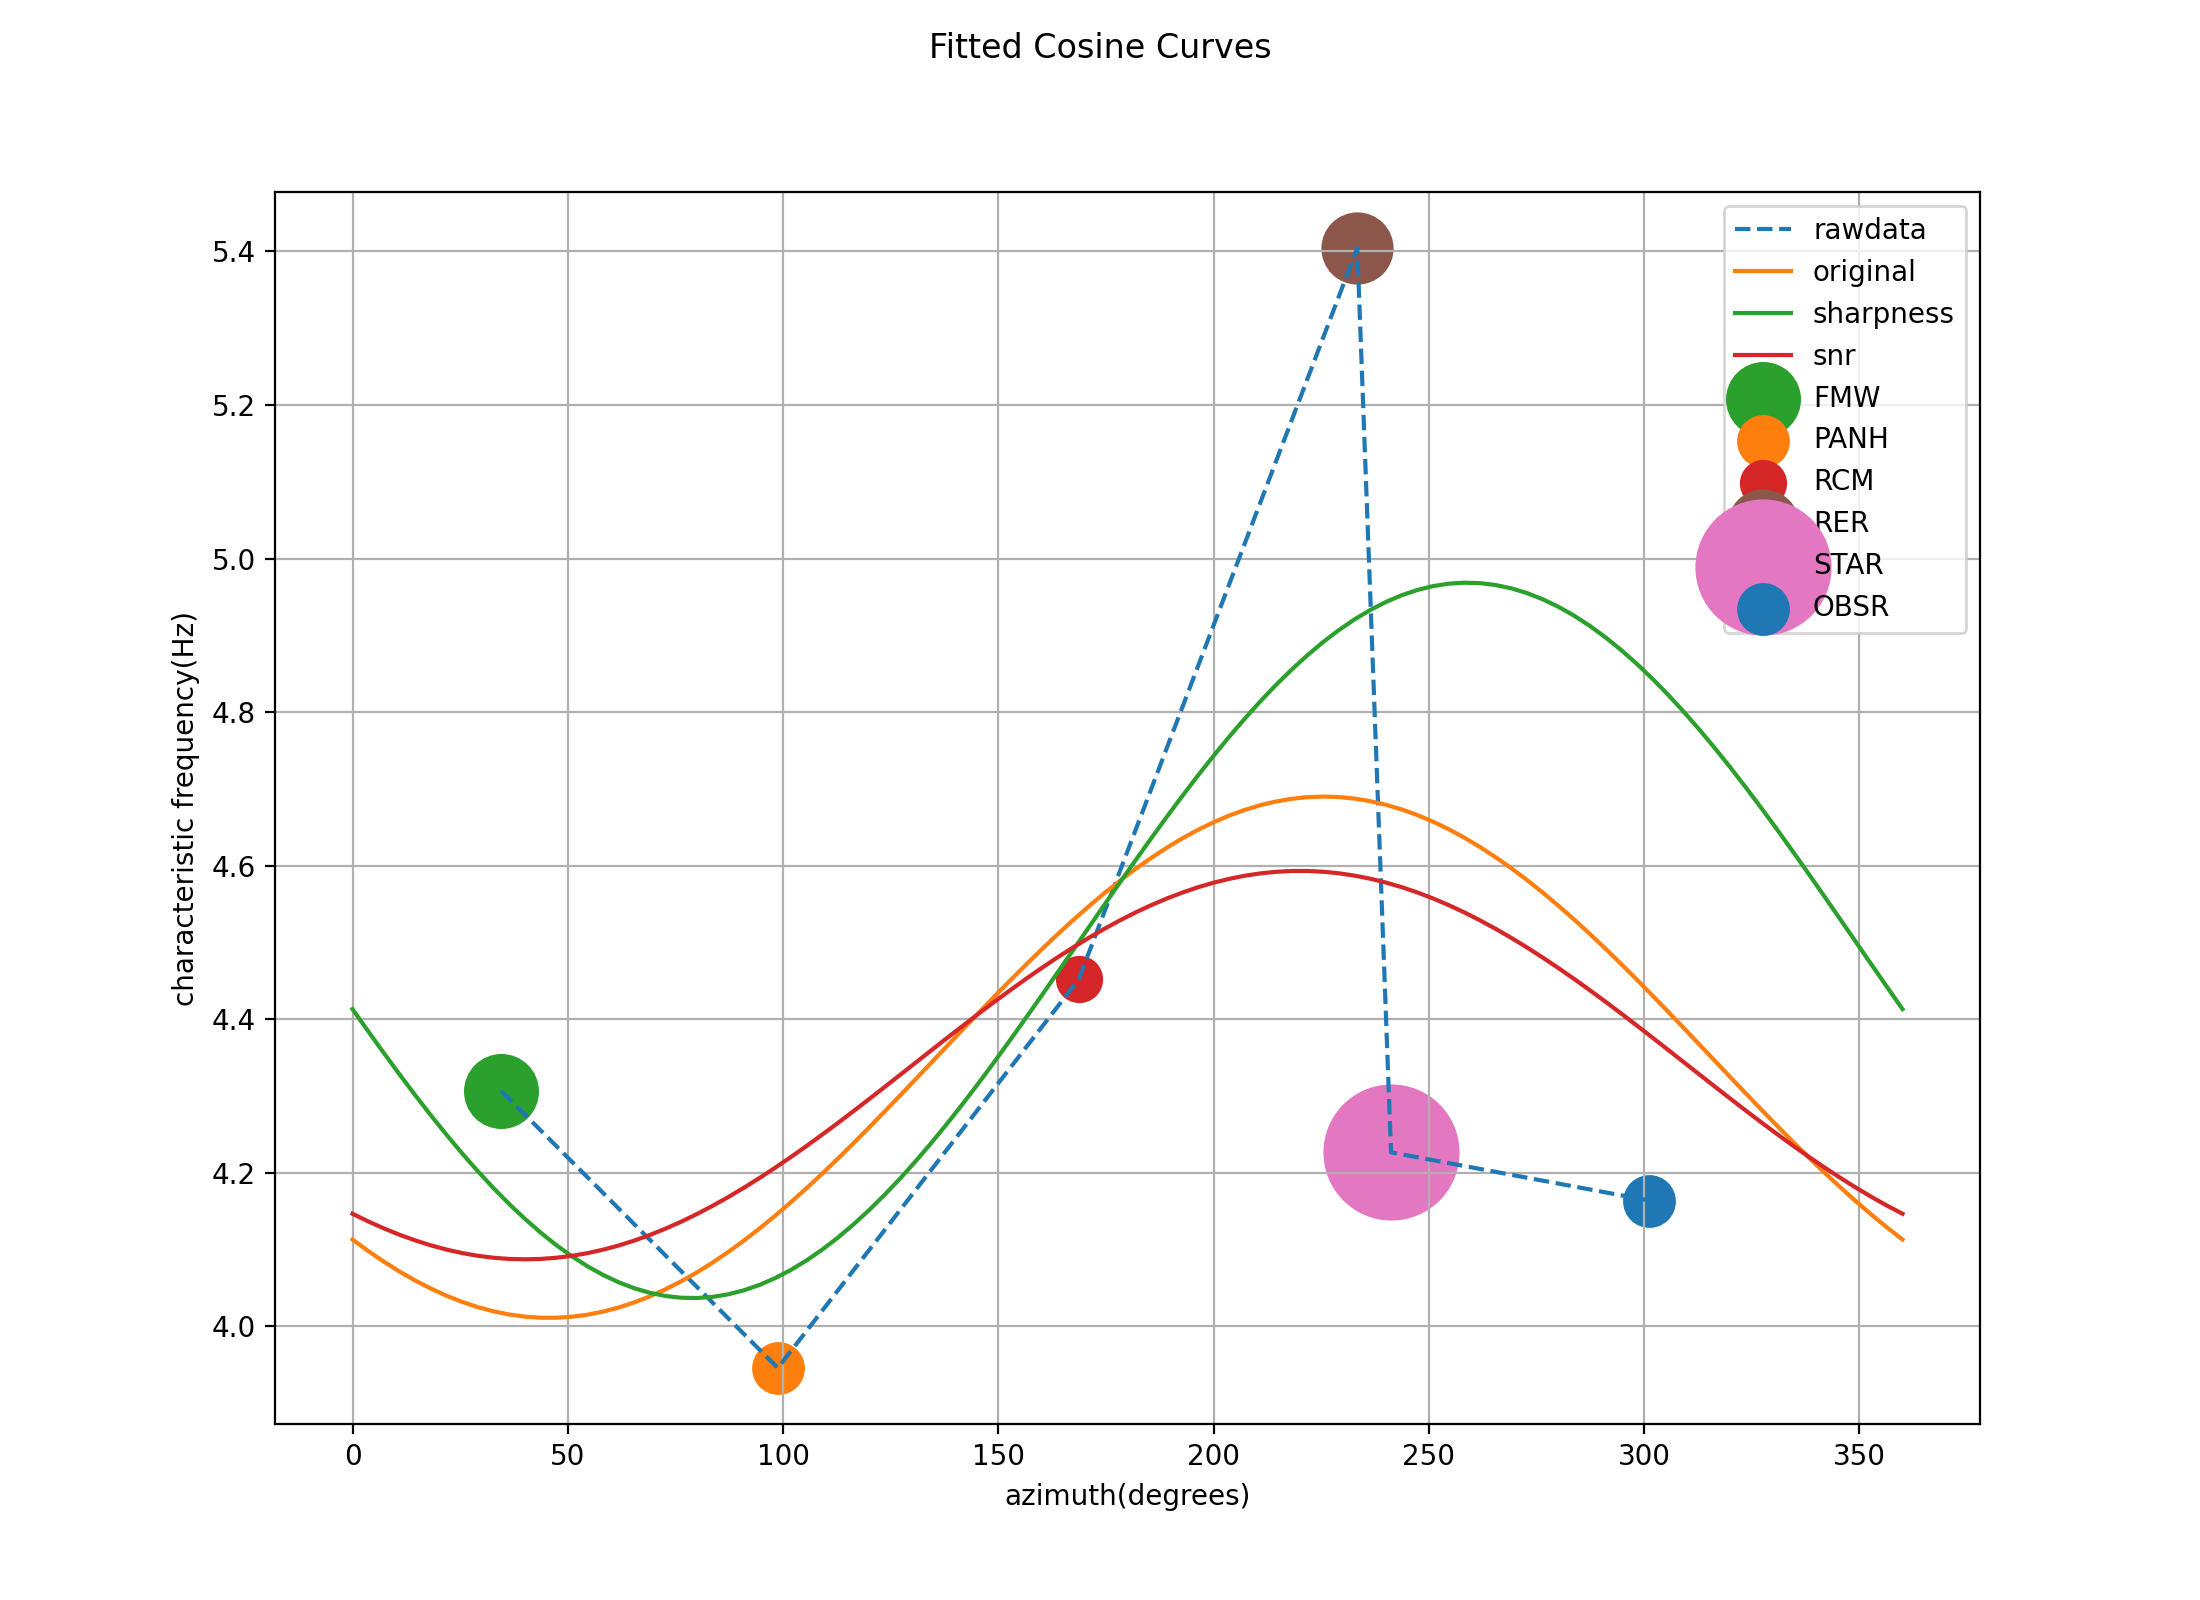 Fitted Cosine Curves
rawdata
original
sharpness
snr
FMW
PANH
RCM
RER
STAR
OBSR
characteristic frequency(Hz)
5.4
5.2
5.0
4.8
4.6
4.4
4.2
4.0
0 50 100 150 200 250 300 350
azimuth(degrees)